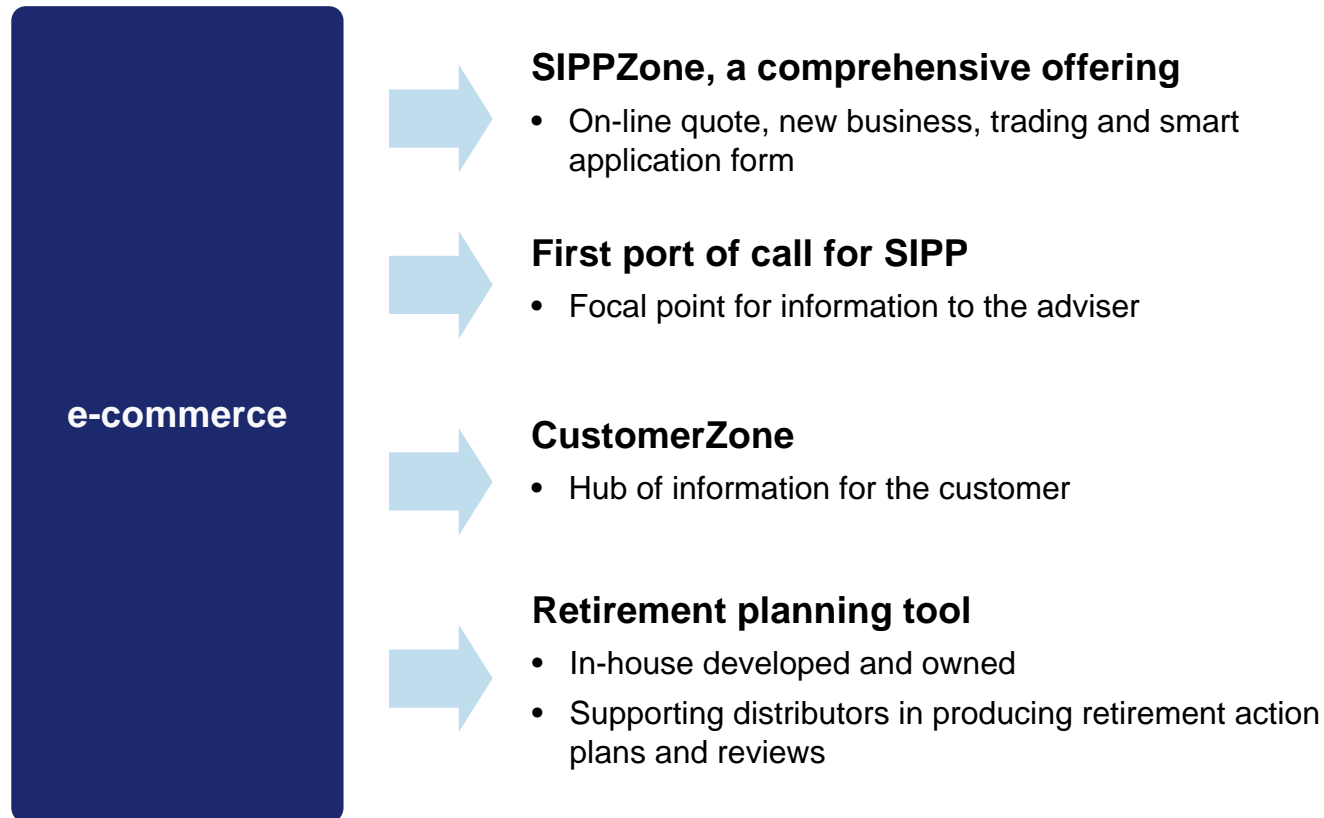 e-commerce
SIPPZone, a comprehensive offering
• On-line quote, new business, trading and smart
application form
First port of call for SIPP
• Focal point for information to the adviser
CustomerZone
• Hub of information for the customer
Retirement planning tool
• In-house developed and owned
• Supporting distributors in producing retirement action
plans and reviews